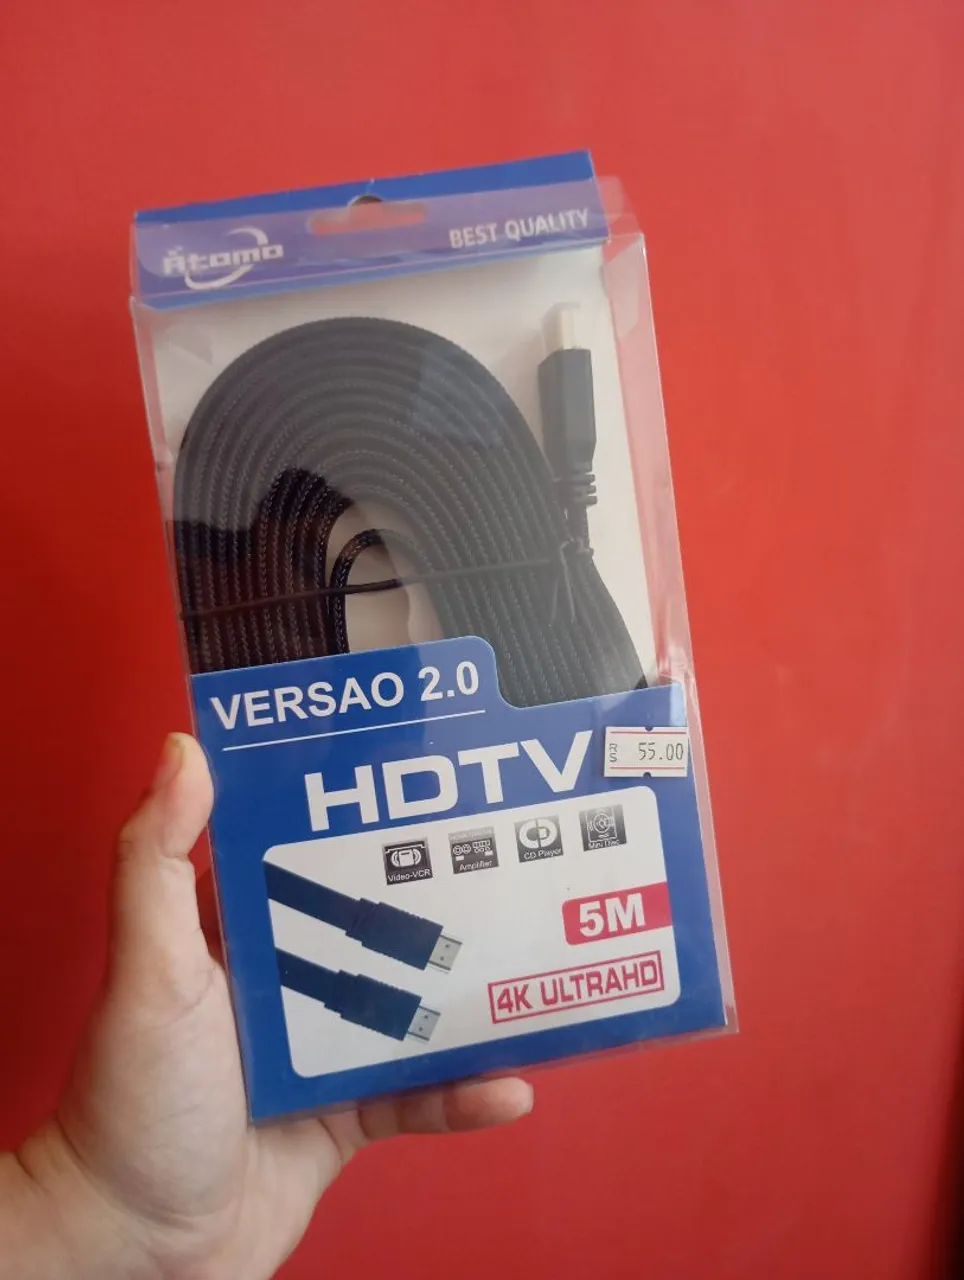 Atomo
BEST QUALITY
VERSAO 2.0
HDTV
R$ 55.00
Video-VCR
Amplifier
CD Player
Mini Disc
5M
4K ULTRAHD